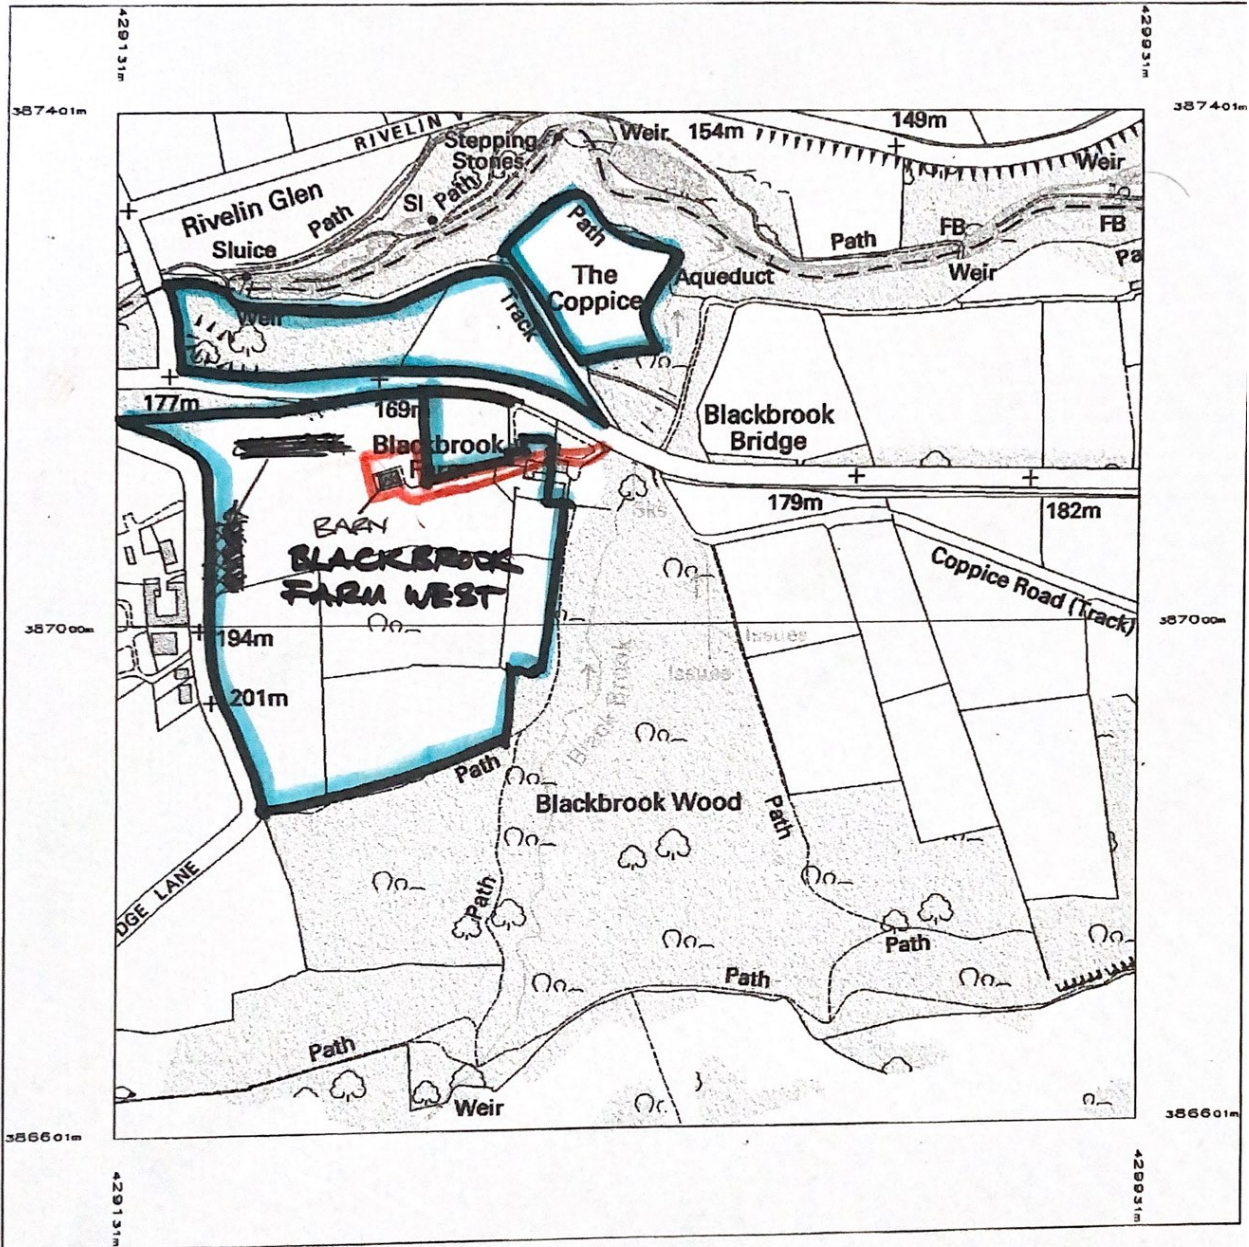 429131m
429931m
387401m
387401m
RIVELIN V
Stepping
Stones
Weir
154m
149m
Weir
Rivelin Glen
Path
Sl
Path
Sluice
Path
The
Coppice
Aqueduct
Path
FB
Weir
FB
Pa
Track
Weir
177m
169m
Blackbrook
Blackbrook
Bridge
BARN
179m
182m
Sks
BLACKBROOK
FARM WEST
Coppice Road (Track)
387000m
194m
Issues
Issues
201m
Black Brook
Path
Blackbrook Wood
Path
DGE LANE
Path
Path
Path
Path
Weir
386601m
386601m
429131m
429931m